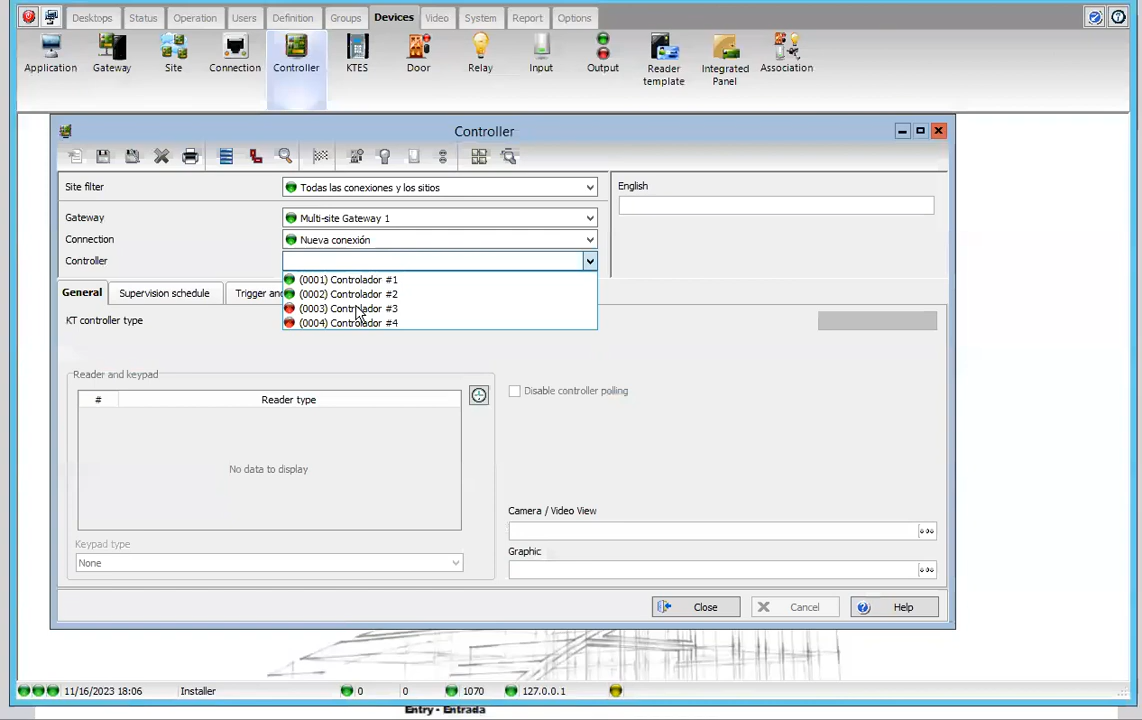 Desktops Status Operation Users Definition Groups Devices Video System Report Options
Application Gateway Site Connection Controller KTES Door Relay Input Output Reader template Integrated Panel Association
Controller
Site filter Todas las conexiones y los sitios English
Gateway Multi-site Gateway 1
Connection Nueva conexión
Controller
(0001) Controlador #1
(0002) Controlador #2
(0003) Controlador #3
(0004) Controlador #4
General Supervision schedule Trigger and
KT controller type
Reader and keypad
# Reader type
Disable controller polling
No data to display
Camera / Video View
Keypad type
None
Graphic
Close Cancel Help
11/16/2023 18:06 Installer 0 0 1070 127.0.0.1
Entry - Entrada